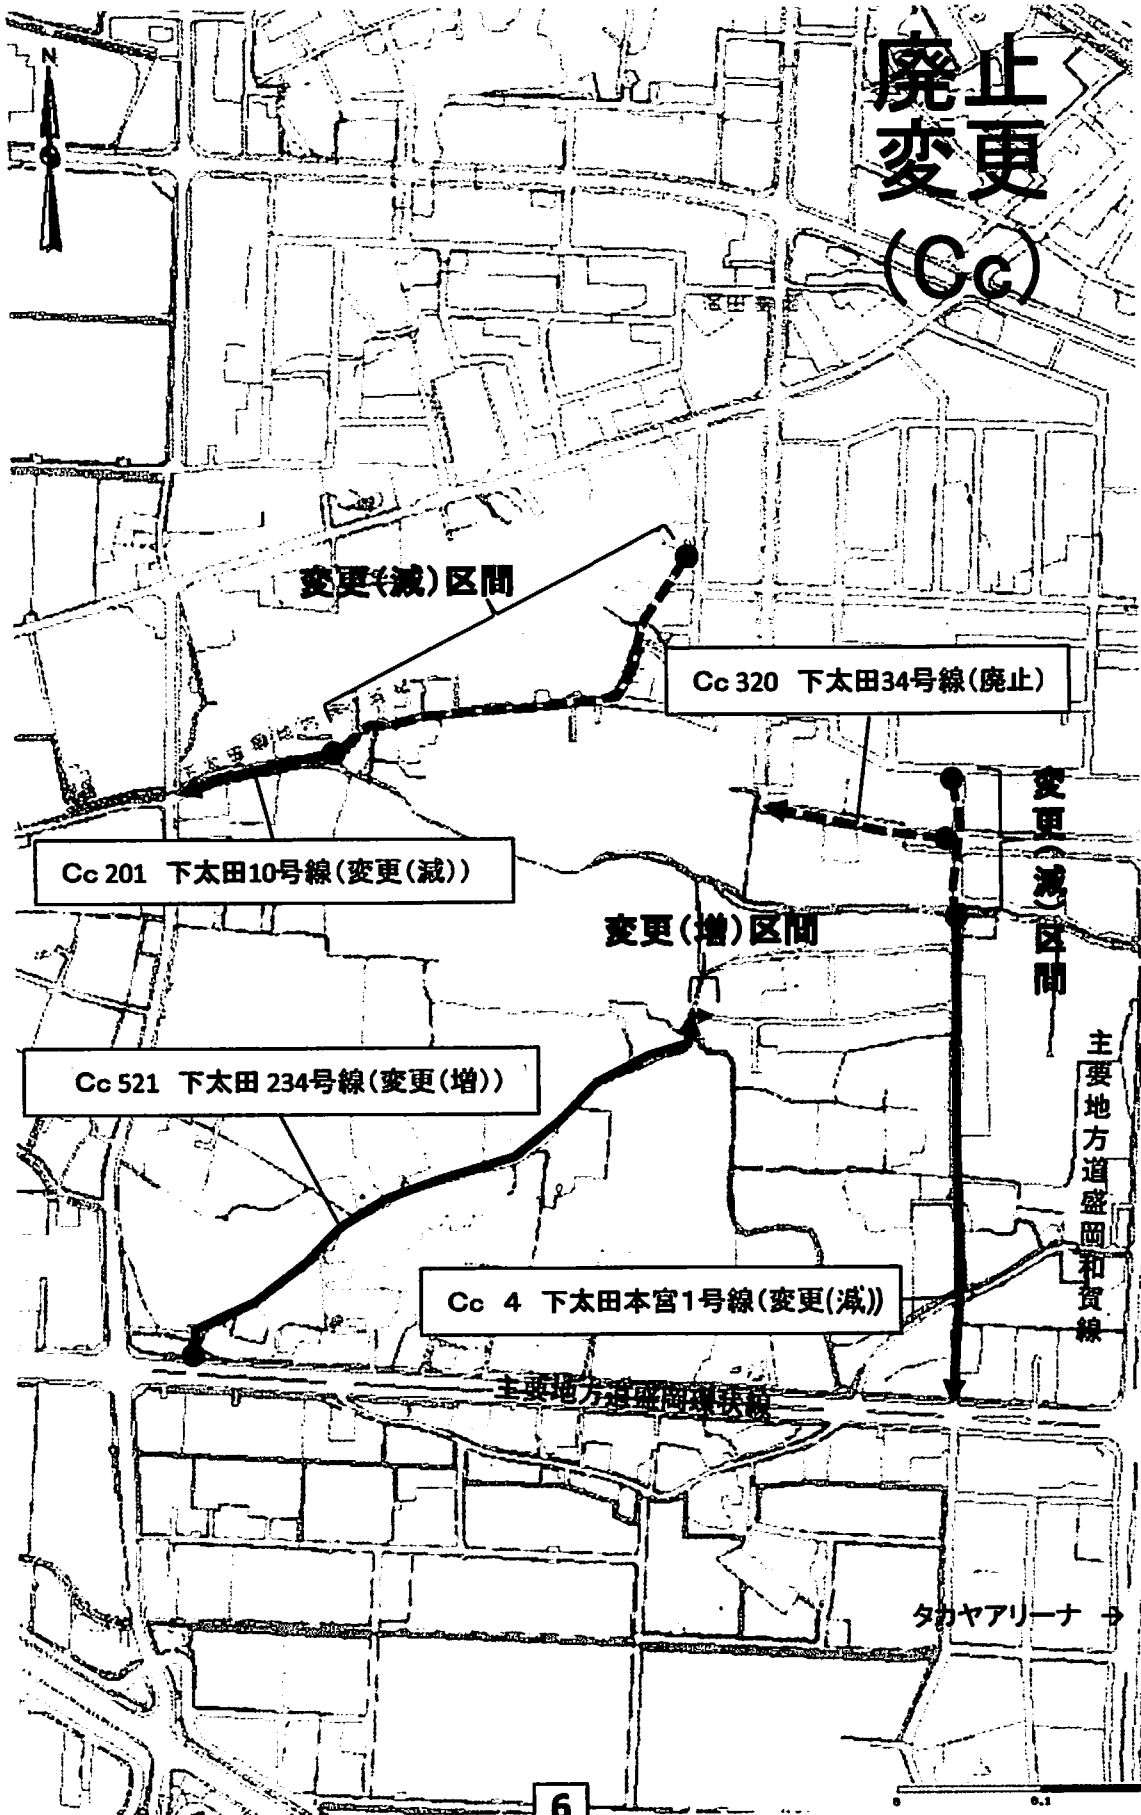 N
廃止
変更
(Cc)
変更(減)区間
Cc 320 下太田34号線(廃止)
Cc 201 下太田10号線(変更(減))
変更(減)区間
変更(増)区間
Cc 521 下太田 234号線(変更(増))
主要地方道盛岡和賀線
Cc 4 下太田本宮1号線(変更(減))
主要地方道盛岡環状線
タカヤアリーナ →
6
0 0.1